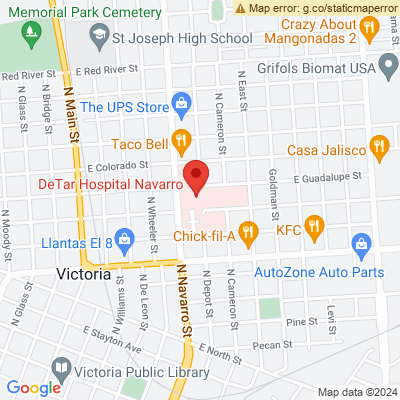 Map error: g.co/staticmaperror
Memorial Park Cemetery
Crazy About
Mangonadas 2
St Joseph High School
Grifols Biomat USA
Red River St
E Red River St
N Glass St
N Bridge St
N Main St
N East St
N Cameron St
The UPS Store
Taco Bell
Casa Jalisco
E Colorado St
E Guadalupe St
DeTar Hospital Navarro
Goldman St
N Moody St
N Wheeler St
Llantas El 8
Chick-fil-A
KFC
Victoria
AutoZone Auto Parts
N Glass St
N Williams St
N De Leon St
N Navarro St
N Depot St
N Cameron St
Levi St
Pine St
E Stayton Ave
E North St
Pecan St
Victoria Public Library
Google
Map data ©2024